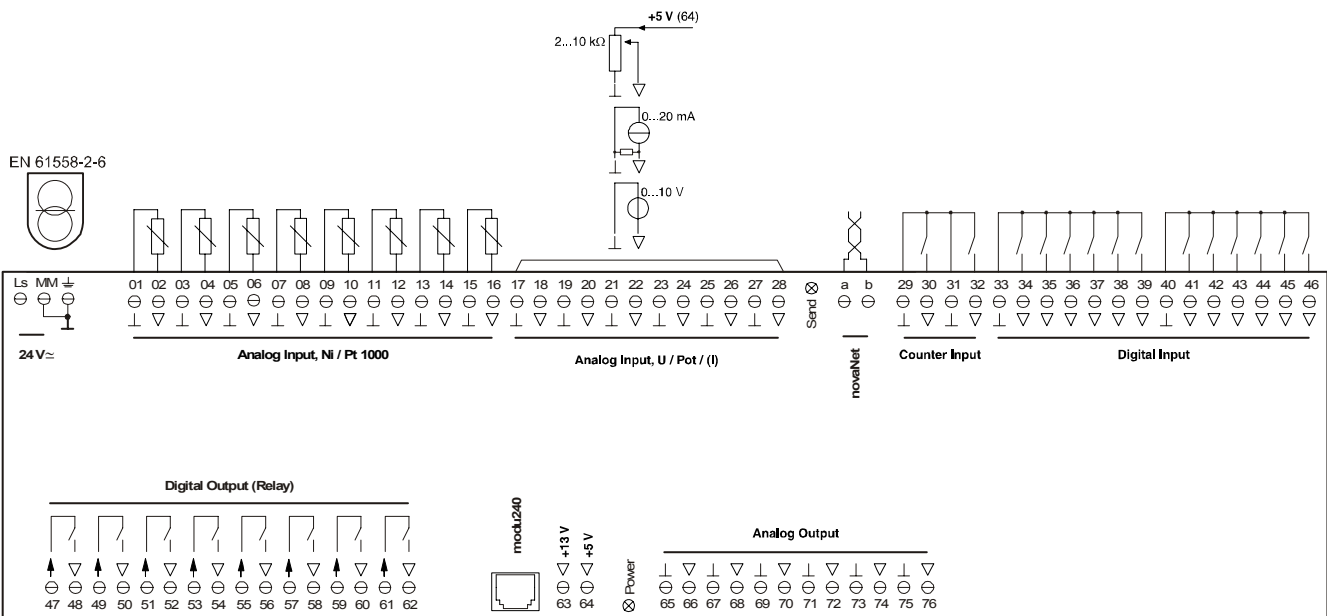 +5 V (64)
2...10 kΩ
0...20 mA
EN 61558-2-6
0...10 V
Ls MM 01 02 03 04 05 06 07 08 09 10 11 12 13 14 15 16 17 18 19 20 21 22 23 24 25 26 27 28 Send a b 29 30 31 32 33 34 35 36 37 38 39 40 41 42 43 44 45 46
24 V≃ Analog Input, Ni / Pt 1000 Analog Input, U / Pot / (I) novaNet Counter Input Digital Input
Digital Output (Relay)
modu240 +13 V +5 V Power Analog Output
47 48 49 50 51 52 53 54 55 56 57 58 59 60 61 62 63 64 65 66 67 68 69 70 71 72 73 74 75 76